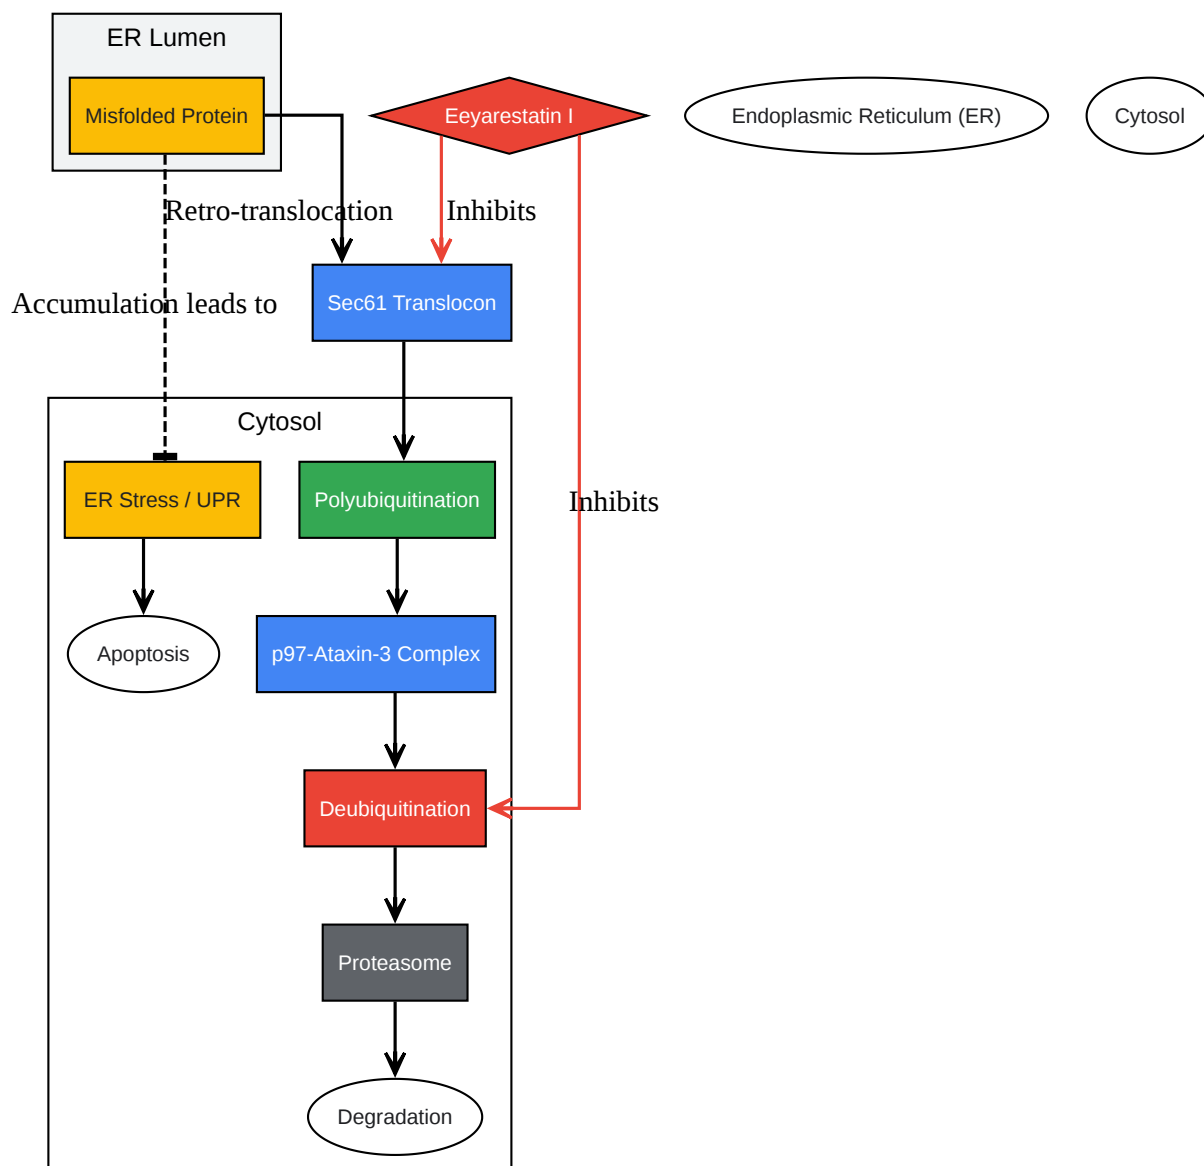 ER Lumen
Misfolded Protein
Eeyarestatin I
Endoplasmic Reticulum (ER)
Cytosol
Retro-translocation
Inhibits
Accumulation leads to
Sec61 Translocon
Cytosol
ER Stress / UPR
Polyubiquitination
Inhibits
Apoptosis
p97-Ataxin-3 Complex
Deubiquitination
Proteasome
Degradation